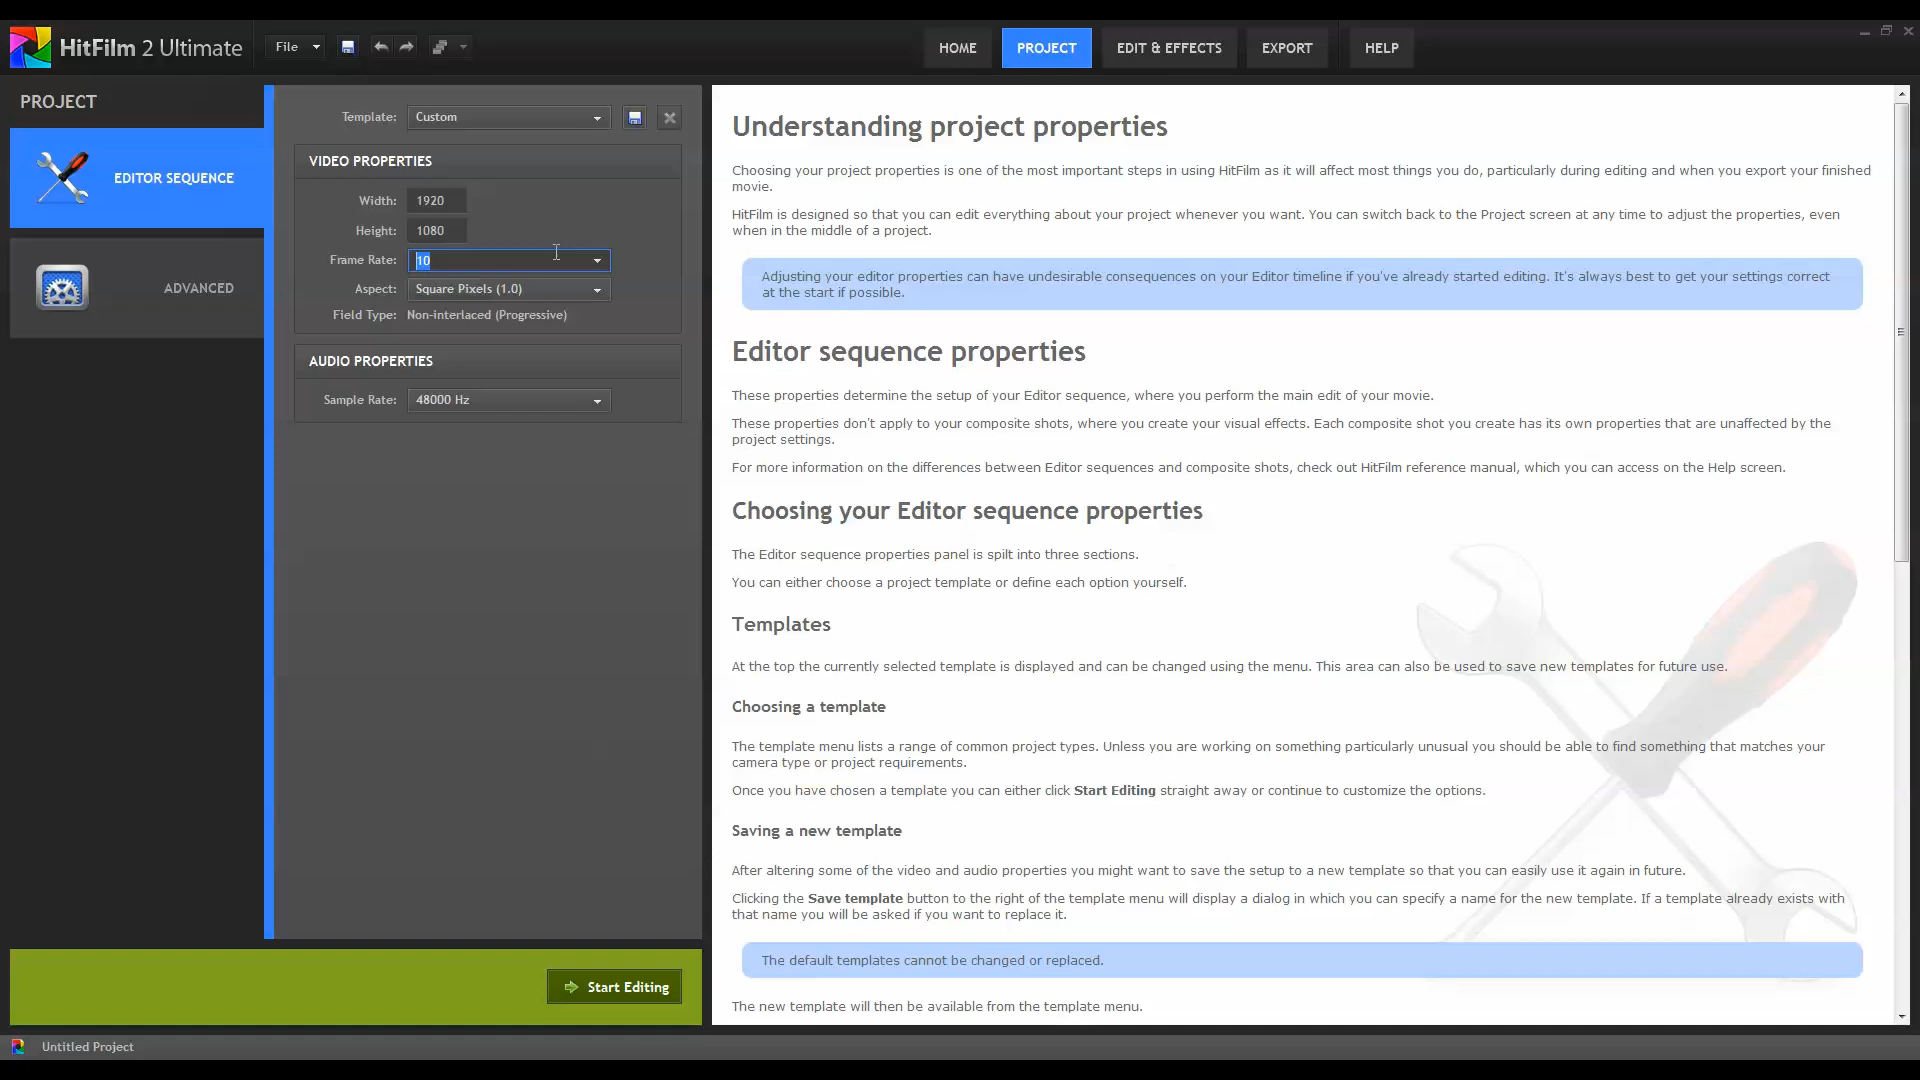 HitFilm 2 Ultimate
File
HOME
PROJECT
EDIT & EFFECTS
EXPORT
HELP
PROJECT
EDITOR SEQUENCE
ADVANCED
Template: Custom
VIDEO PROPERTIES
Width: 1920
Height: 1080
Frame Rate: 10
Aspect: Square Pixels (1.0)
Field Type: Non-interlaced (Progressive)
AUDIO PROPERTIES
Sample Rate: 48000 Hz
Start Editing
Understanding project properties
Choosing your project properties is one of the most important steps in using HitFilm as it will affect most things you do, particularly during editing and when you export your finished
movie.
HitFilm is designed so that you can edit everything about your project whenever you want. You can switch back to the Project screen at any time to adjust the properties, even
when in the middle of a project.
Adjusting your editor properties can have undesirable consequences on your Editor timeline if you've already started editing. It's always best to get your settings correct
at the start if possible.
Editor sequence properties
These properties determine the setup of your Editor sequence, where you perform the main edit of your movie.
These properties don't apply to your composite shots, where you create your visual effects. Each composite shot you create has its own properties that are unaffected by the
project settings.
For more information on the differences between Editor sequences and composite shots, check out HitFilm reference manual, which you can access on the Help screen.
Choosing your Editor sequence properties
The Editor sequence properties panel is spilt into three sections.
You can either choose a project template or define each option yourself.
Templates
At the top the currently selected template is displayed and can be changed using the menu. This area can also be used to save new templates for future use.
Choosing a template
The template menu lists a range of common project types. Unless you are working on something particularly unusual you should be able to find something that matches your
camera type or project requirements.
Once you have chosen a template you can either click Start Editing straight away or continue to customize the options.
Saving a new template
After altering some of the video and audio properties you might want to save the setup to a new template so that you can easily use it again in future.
Clicking the Save template button to the right of the template menu will display a dialog in which you can specify a name for the new template. If a template already exists with
that name you will be asked if you want to replace it.
The default templates cannot be changed or replaced.
The new template will then be available from the template menu.
Untitled Project